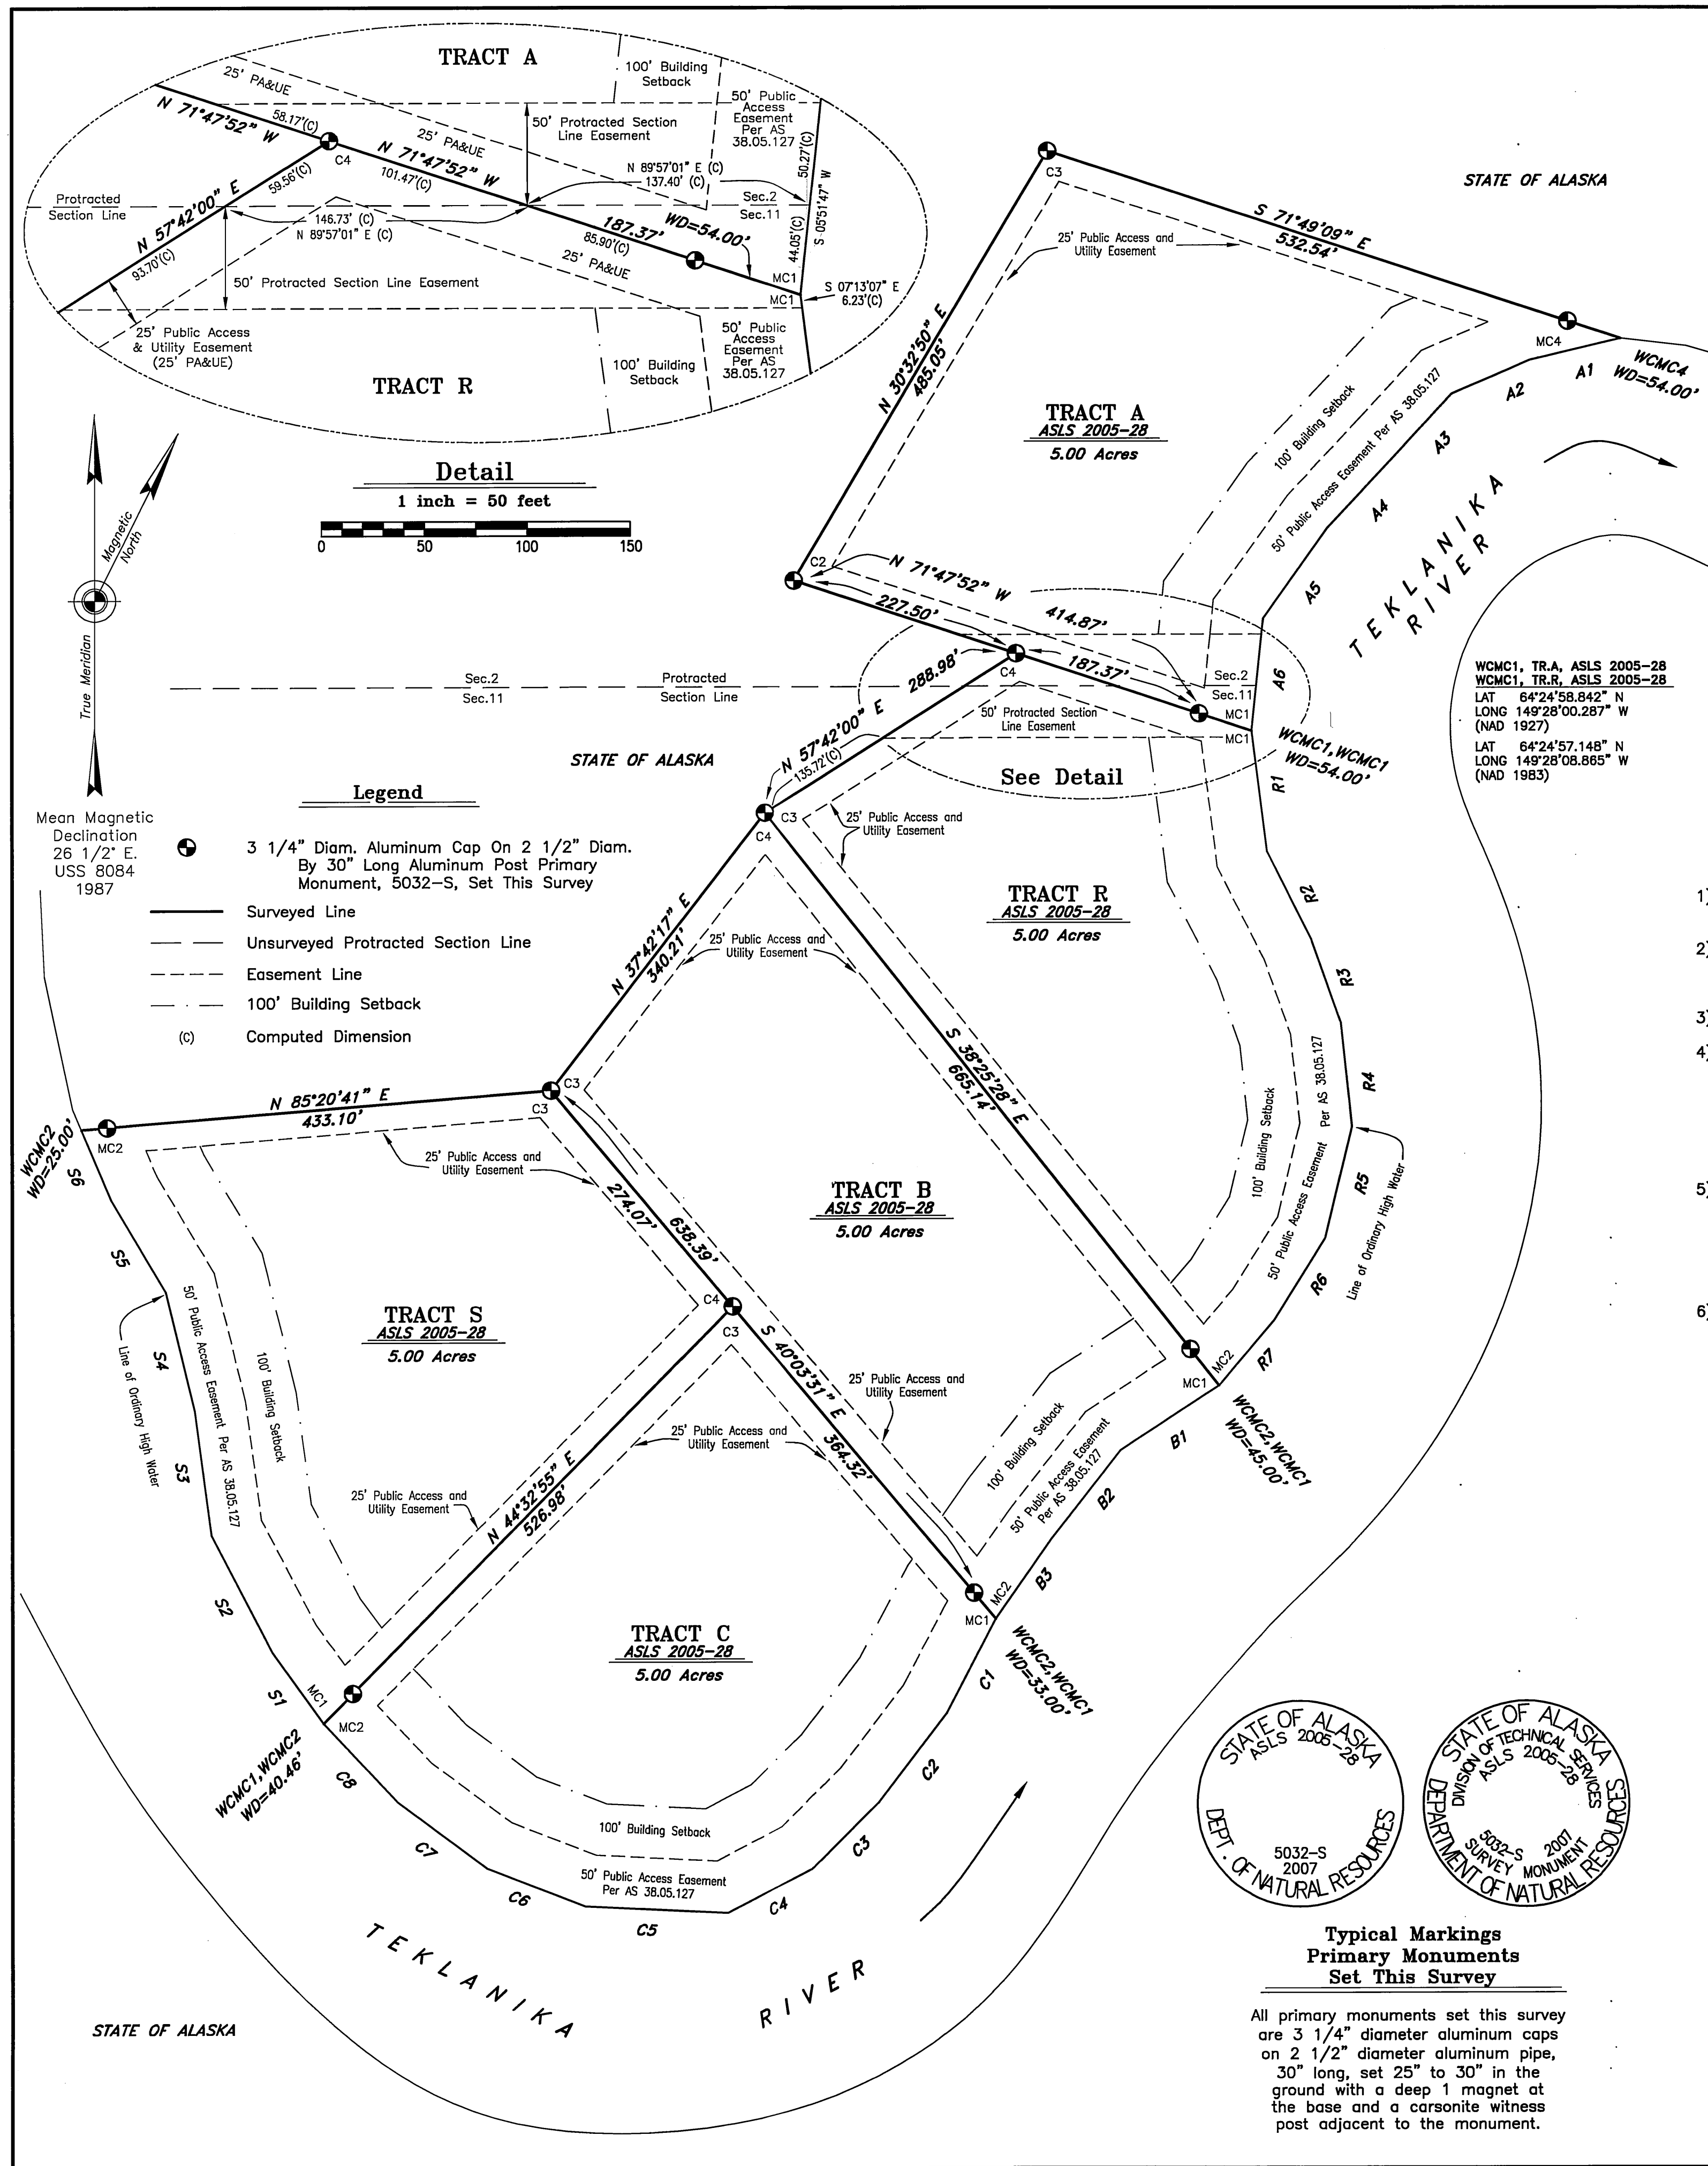 TRACT A
25' PA&UE
100' Building
Setback
N 71°47'52" W
58.17'(C)
C4
50' Protracted Section
Line Easement
50' Public
Access
Easement
Per AS
38.05.127
25' PA&UE
N 71°47'52" W
101.47'(C)
N 89°57'01" E (C)
137.40' (C)
50.27'(C)
S 05°51'47" W
44.05'(C)
Protracted
Section Line
N 57°42'00" E
59.56'(C)
93.70'(C)
146.73' (C)
N 89°57'01" E (C)
Sec.2
Sec.11
187.37'
85.90'(C)
WD=54.00'
25' PA&UE
MC1
MC1
S 07°13'07" E
6.23'(C)
50' Protracted Section Line Easement
25' Public Access
& Utility Easement
(25' PA&UE)
TRACT R
100' Building
Setback
50' Public
Access
Easement
Per AS
38.05.127
Detail
1 inch = 50 feet
0 50 100 150
Magnetic
North
True Meridian
Mean Magnetic
Declination
26 1/2° E.
USS 8084
1987
Legend
3 1/4" Diam. Aluminum Cap On 2 1/2" Diam.
By 30" Long Aluminum Post Primary
Monument, 5032-S, Set This Survey
Surveyed Line
Unsurveyed Protracted Section Line
Easement Line
100' Building Setback
(C) Computed Dimension
STATE OF ALASKA
C3
S 71°49'09" E
532.54'
25' Public Access and
Utility Easement
N 30°32'50" E
485.05'
MC4
WCMC4
WD=54.00'
A1
A2
A3
A4
A5
A6
TRACT A
ASLS 2005-28
5.00 Acres
100' Building Setback
50' Public Access Easement Per AS 38.05.127
TEKLANIKA
RIVER
C2
N 71°47'52" W
227.50'
414.87'
187.37'
C4
288.98'
Sec.2
Sec.11
Protracted
Section Line
Sec.2
Sec.11
MC1
MC1
WCMC1, WCMC1
WD=54.00'
50' Protracted Section
Line Easement
See Detail
WCMC1, TR.A, ASLS 2005-28
WCMC1, TR.R, ASLS 2005-28
LAT 64°24'58.842" N
LONG 149°28'00.287" W
(NAD 1927)
LAT 64°24'57.148" N
LONG 149°28'08.865" W
(NAD 1983)
STATE OF ALASKA
N 57°42'00" E
135.72'(C)
C3
C4
25' Public Access and
Utility Easement
TRACT R
ASLS 2005-28
5.00 Acres
R1
R2
R3
R4
R5
R6
R7
1)
2)
3)
4)
5)
6)
N 37°42'17" E
340.21'
25' Public Access and
Utility Easement
S 38°25'28" E
665.14'
100' Building Setback
50' Public Access Easement Per AS 38.05.127
Line of Ordinary High Water
C3
C3
N 85°20'41" E
433.10'
MC2
WCMC2
WD=25.00'
25' Public Access and
Utility Easement
274.07'
638.39'
TRACT B
ASLS 2005-28
5.00 Acres
S6
S5
S4
S3
S2
S1
TRACT S
ASLS 2005-28
5.00 Acres
50' Public Access Easement Per AS 38.05.127
100' Building Setback
Line of Ordinary High Water
C4
C3
S 40°03'31" E
364.32'
25' Public Access and
Utility Easement
25' Public Access and
Utility Easement
100' Building Setback
50' Public Access Easement
Per AS 38.05.127
MC1
MC2
WCMC2, WCMC1
WD=45.00'
B1
B2
B3
25' Public Access and
Utility Easement
N 44°32'55" E
526.98'
MC1
MC2
WCMC2, WCMC1
WD=33.00'
TRACT C
ASLS 2005-28
5.00 Acres
MC1
MC2
WCMC1, WCMC2
WD=40.46'
C1
C2
C3
C4
C5
C6
C7
C8
100' Building Setback
50' Public Access Easement
Per AS 38.05.127
TEKLANIKA
RIVER
STATE OF ALASKA
STATE OF ALASKA
ASLS 2005-28
5032-S
2007
DEPT. OF NATURAL RESOURCES
STATE OF ALASKA
DIVISION OF TECHNICAL SERVICES
ASLS 2005-28
5032-S 2007
SURVEY MONUMENT
DEPARTMENT OF NATURAL RESOURCES
Typical Markings
Primary Monuments
Set This Survey
All primary monuments set this survey
are 3 1/4" diameter aluminum caps
on 2 1/2" diameter aluminum pipe,
30" long, set 25" to 30" in the
ground with a deep 1 magnet at
the base and a carsonite witness
post adjacent to the monument.